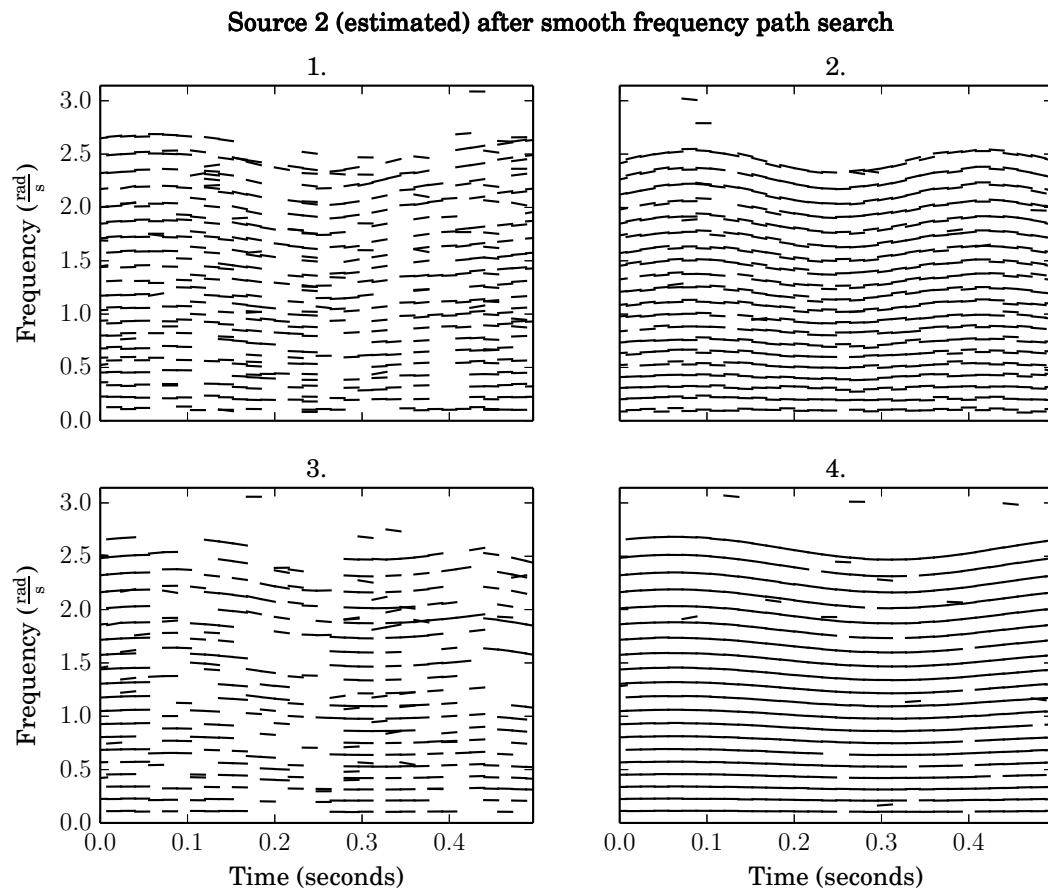 Source 2 (estimated) after smooth frequency path search
1.
2.
3.0
2.5
2.0
1.5
1.0
0.5
0.0
Frequency (rad/s)
3.
4.
3.0
2.5
2.0
1.5
1.0
0.5
0.0
Frequency (rad/s)
0.0 0.1 0.2 0.3 0.4
0.0 0.1 0.2 0.3 0.4
Time (seconds)
Time (seconds)